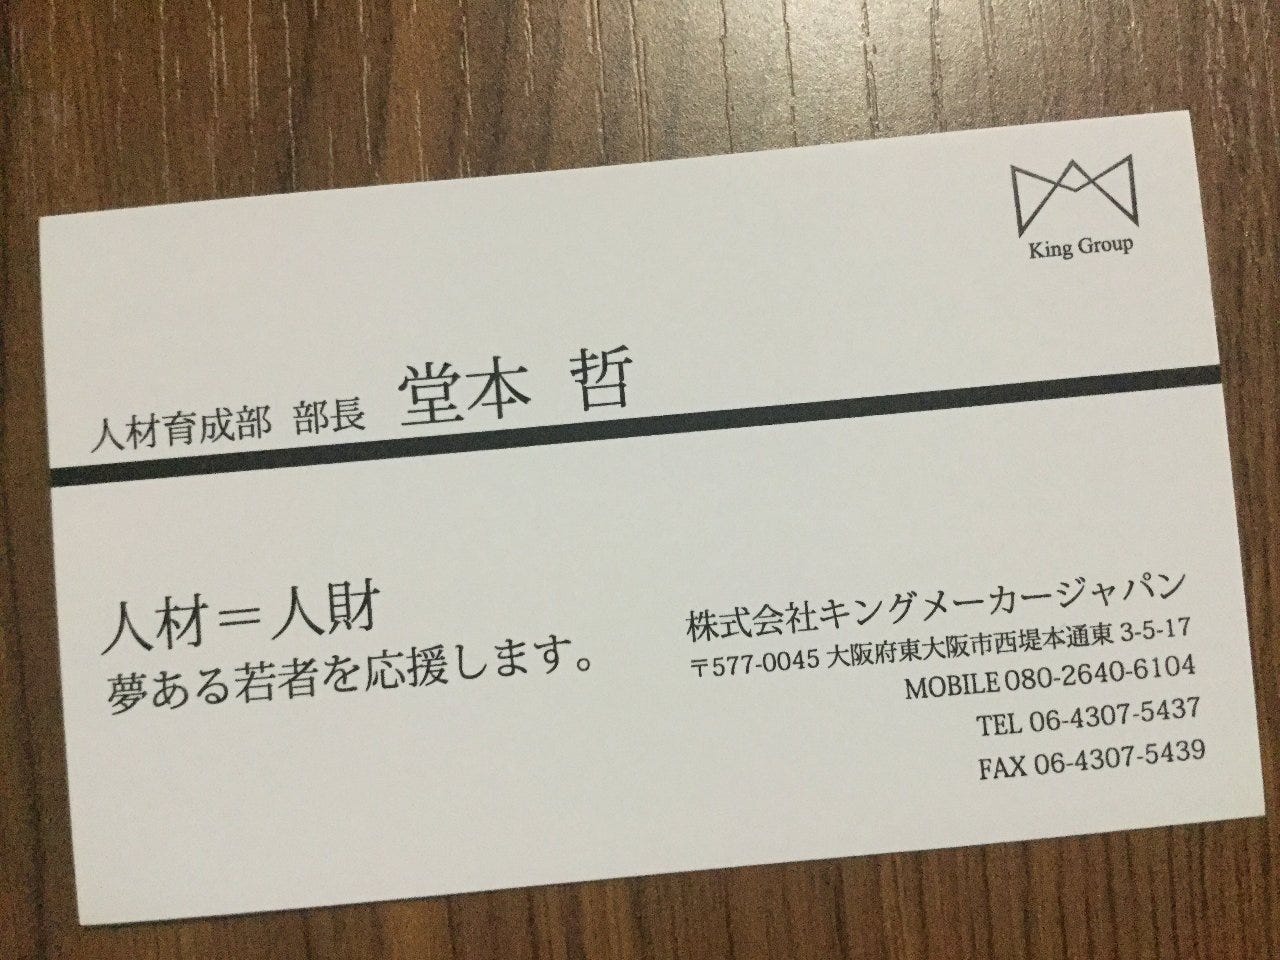 King Group
人材育成部 部長 堂本 哲
人材＝人財
夢ある若者を応援します。
株式会社キングメーカージャパン
〒577-0045 大阪府東大阪市西堤本通東 3-5-17
MOBILE 080-2640-6104
TEL 06-4307-5437
FAX 06-4307-5439